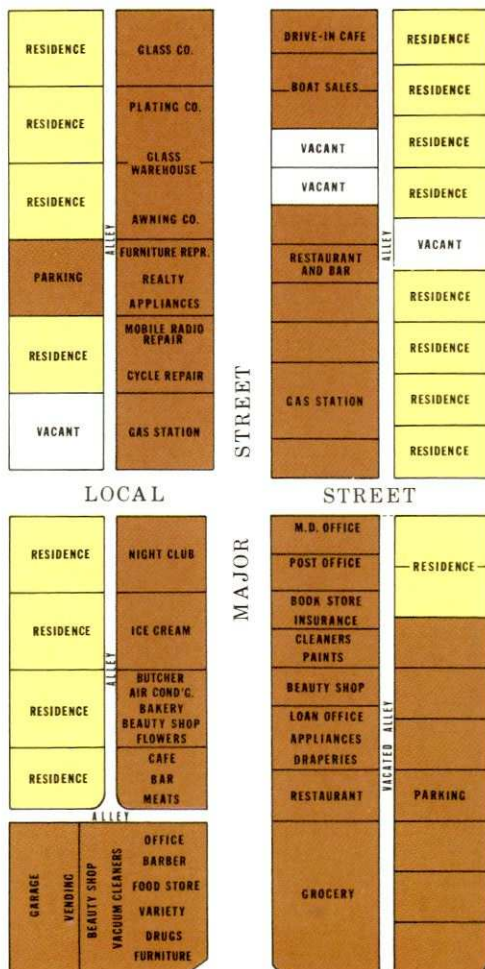 RESIDENCE
RESIDENCE
RESIDENCE
PARKING
RESIDENCE
VACANT
ALLEY
GLASS CO.
PLATING CO.
GLASS
WAREHOUSE
AWNING CO.
FURNITURE REPR.
REALTY
APPLIANCES
MOBILE RADIO
REPAIR
CYCLE REPAIR
GAS STATION
STREET
DRIVE-IN CAFE
BOAT SALES
VACANT
VACANT
RESTAURANT
AND BAR
GAS STATION
ALLEY
RESIDENCE
RESIDENCE
RESIDENCE
RESIDENCE
VACANT
RESIDENCE
RESIDENCE
RESIDENCE
RESIDENCE
LOCAL
STREET
RESIDENCE
RESIDENCE
RESIDENCE
RESIDENCE
ALLEY
NIGHT CLUB
ICE CREAM
BUTCHER
AIR COND'G.
BAKERY
BEAUTY SHOP
FLOWERS
CAFE
BAR
MEATS
ALLEY
GARAGE
VENDING
BEAUTY SHOP
VACUUM CLEANERS
OFFICE
BARBER
FOOD STORE
VARIETY
DRUGS
FURNITURE
MAJOR
M.D. OFFICE
POST OFFICE
BOOK STORE
INSURANCE
CLEANERS
PAINTS
BEAUTY SHOP
LOAN OFFICE
APPLIANCES
DRAPERIES
RESTAURANT
GROCERY
VACATED ALLEY
RESIDENCE
PARKING